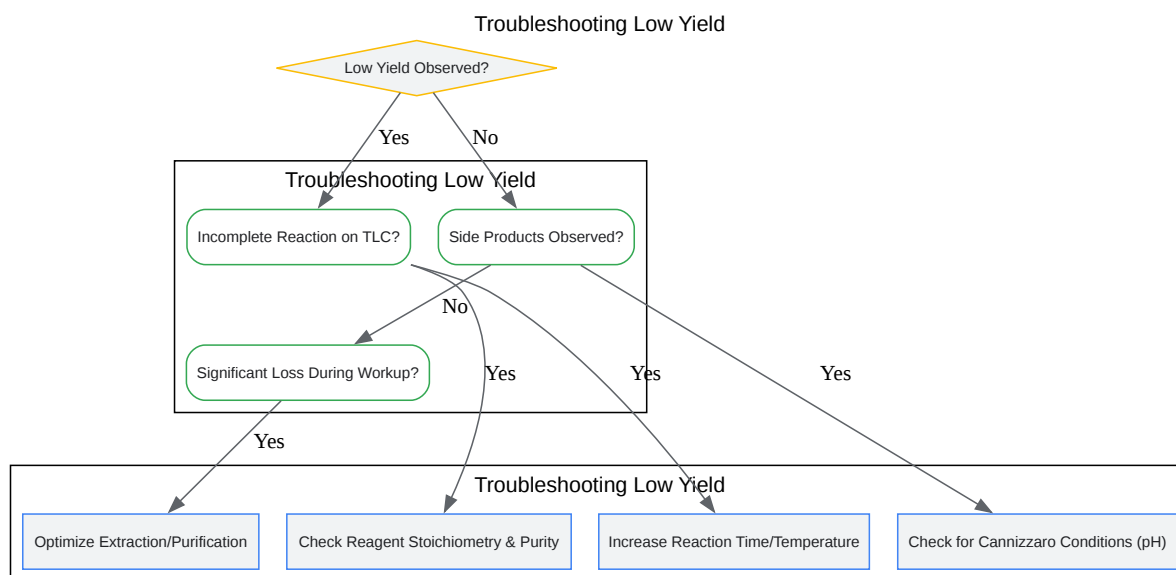 Troubleshooting Low Yield
Low Yield Observed?
Yes
No
Troubleshooting Low Yield
Incomplete Reaction on TLC?
Side Products Observed?
No
Significant Loss During Workup?
Yes
Yes
Yes
Yes
Troubleshooting Low Yield
Optimize Extraction/Purification
Check Reagent Stoichiometry & Purity
Increase Reaction Time/Temperature
Check for Cannizzaro Conditions (pH)